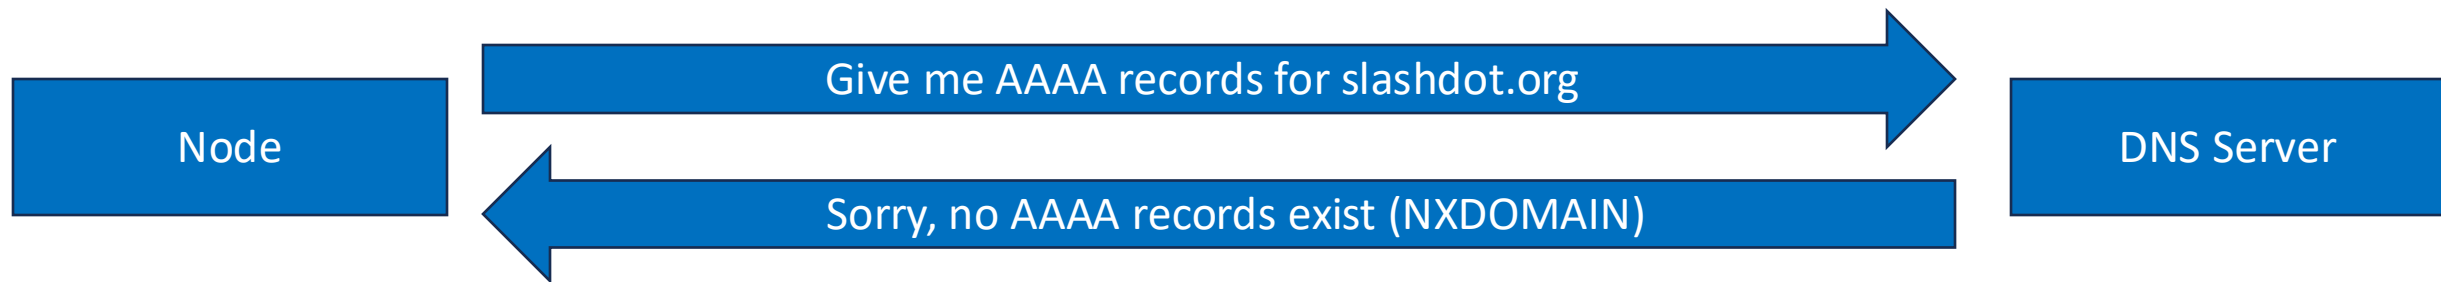 Give me AAAA records for slashdot.org
Node
DNS Server
Sorry, no AAAA records exist (NXDOMAIN)